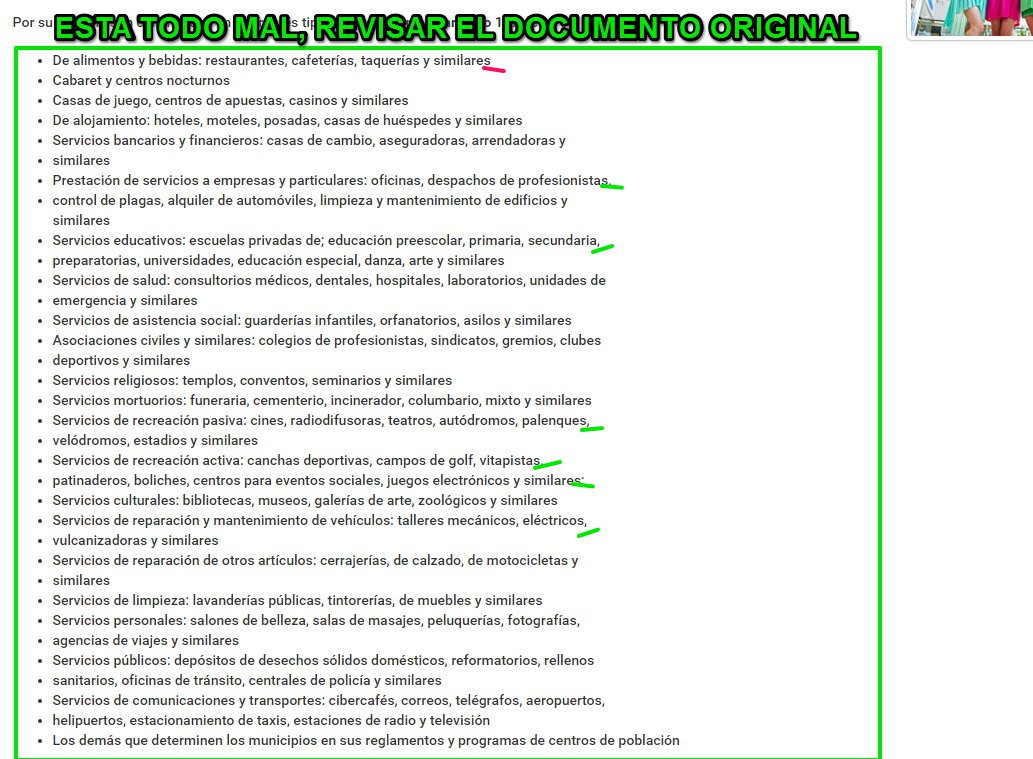 Por su
ESTA TODO MAL, REVISAR EL DOCUMENTO ORIGINAL
• De alimentos y bebidas: restaurantes, cafeterías, taquerías y similares
• Cabaret y centros nocturnos
• Casas de juego, centros de apuestas, casinos y similares
• De alojamiento: hoteles, moteles, posadas, casas de huéspedes y similares
• Servicios bancarios y financieros: casas de cambio, aseguradoras, arrendadoras y
• similares
• Prestación de servicios a empresas y particulares: oficinas, despachos de profesionistas,
• control de plagas, alquiler de automóviles, limpieza y mantenimiento de edificios y
similares
• Servicios educativos: escuelas privadas de; educación preescolar, primaria, secundaria,
• preparatorias, universidades, educación especial, danza, arte y similares
• Servicios de salud: consultorios médicos, dentales, hospitales, laboratorios, unidades de
• emergencia y similares
• Servicios de asistencia social: guarderías infantiles, orfanatorios, asilos y similares
• Asociaciones civiles y similares: colegios de profesionistas, sindicatos, gremios, clubes
• deportivos y similares
• Servicios religiosos: templos, conventos, seminarios y similares
• Servicios mortuorios: funeraria, cementerio, incinerador, columbario, mixto y similares
• Servicios de recreación pasiva: cines, radiodifusoras, teatros, autódromos, palenques,
• velódromos, estadios y similares
• Servicios de recreación activa: canchas deportivas, campos de golf, vitapistas,
• patinaderos, boliches, centros para eventos sociales, juegos electrónicos y similares;
• Servicios culturales: bibliotecas, museos, galerías de arte, zoológicos y similares
• Servicios de reparación y mantenimiento de vehículos: talleres mecánicos, eléctricos,
• vulcanizadoras y similares
• Servicios de reparación de otros artículos: cerrajerías, de calzado, de motocicletas y
• similares
• Servicios de limpieza: lavanderías públicas, tintorerías, de muebles y similares
• Servicios personales: salones de belleza, salas de masajes, peluquerías, fotografías,
• agencias de viajes y similares
• Servicios públicos: depósitos de desechos sólidos domésticos, reformatorios, rellenos
• sanitarios, oficinas de tránsito, centrales de policía y similares
• Servicios de comunicaciones y transportes: cibercafés, correos, telégrafos, aeropuertos,
• helipuertos, estacionamiento de taxis, estaciones de radio y televisión
• Los demás que determinen los municipios en sus reglamentos y programas de centros de población